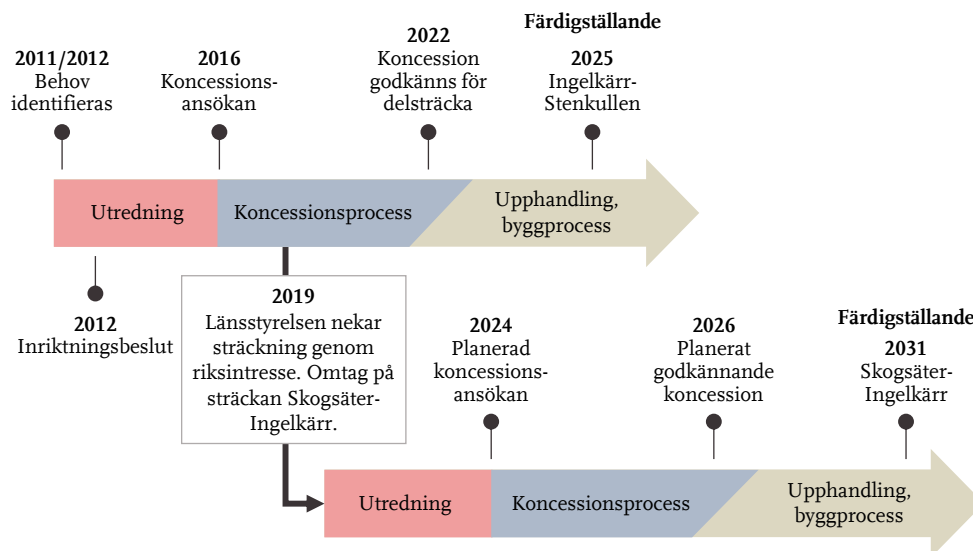 2011/2012
Behov
identifieras
2016
Koncessions-
ansökan
2022
Koncession
godkänns för
delsträcka
Färdigställande
2025
Ingelkärr-
Stenkullen
Utredning
Koncessionsprocess
Upphandling,
byggprocess
2012
Inriktningsbeslut
2019
Länsstyrelsen nekar
sträckning genom
riksintresse. Omtag på
sträckan Skogsäter-
Ingelkärr.
2024
Planerad
koncessions-
ansökan
2026
Planerat
godkännande
koncession
Färdigställande
2031
Skogsäter-
Ingelkärr
Utredning
Koncessionsprocess
Upphandling,
byggprocess